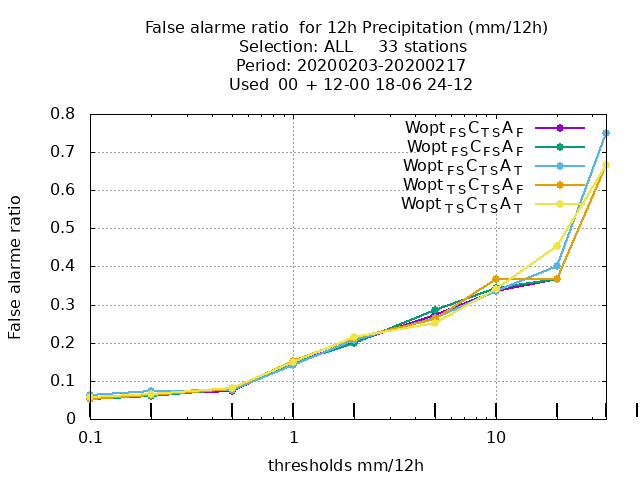 False alarme ratio  for 12h Precipitation (mm/12h)
Selection: ALL     33 stations
Period: 20200203-20200217
Used  00  + 12-00 18-06 24-12
Wopt FS C TS A F
Wopt FS C FS A F
Wopt FS C TS A T
Wopt TS C TS A F
Wopt TS C TS A T
False alarme ratio
0.8
0.7
0.6
0.5
0.4
0.3
0.2
0.1
0
0.1 1 10
thresholds mm/12h